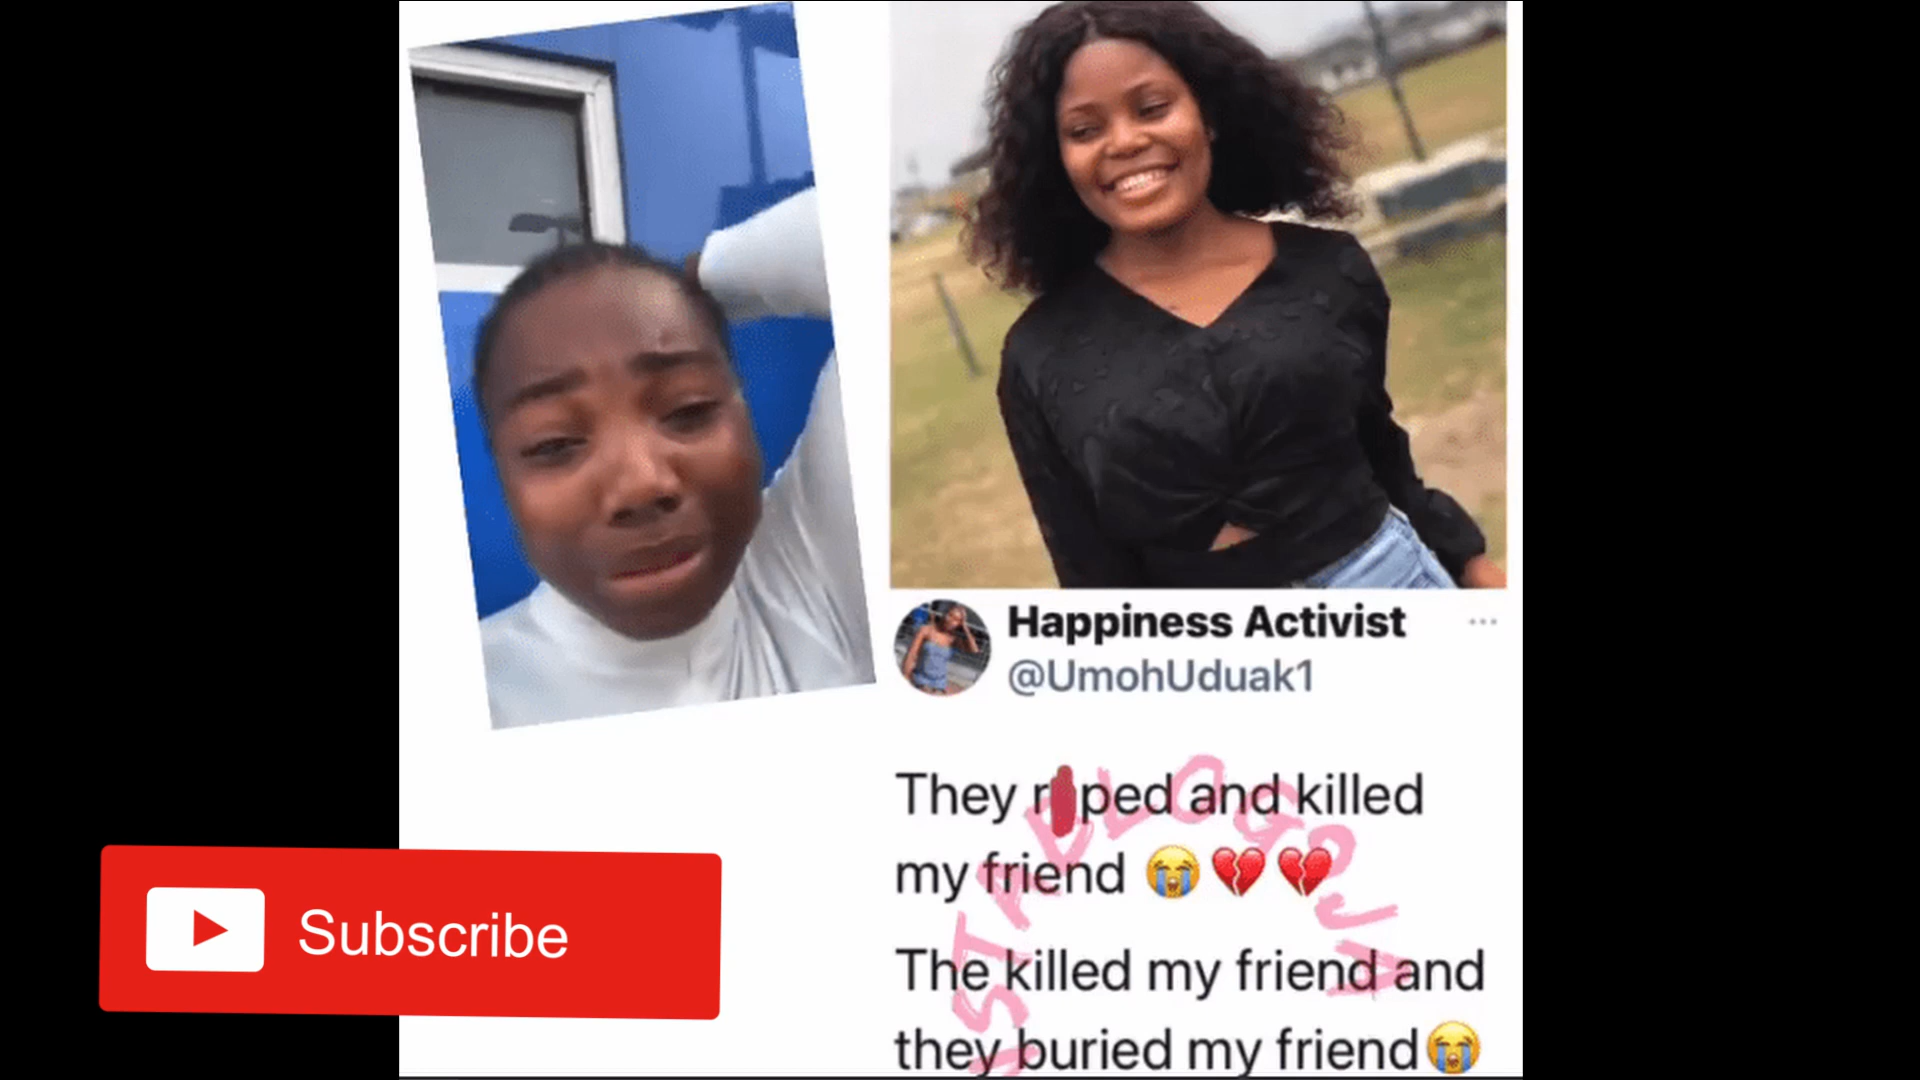 Happiness Activist
@UmohUduak1
They r ped and killed
my friend 😭💔💔
The killed my friend and
they buried my friend😭
INSTABLOG9JA
Subscribe